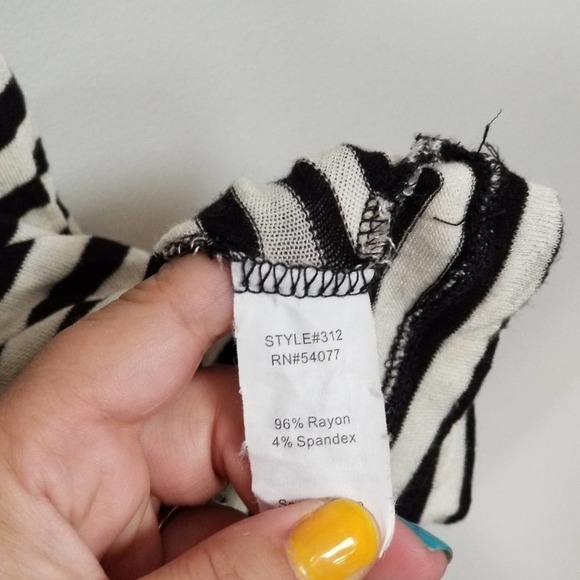 STYLE#312
RN#54077
96% Rayon
4% Spandex